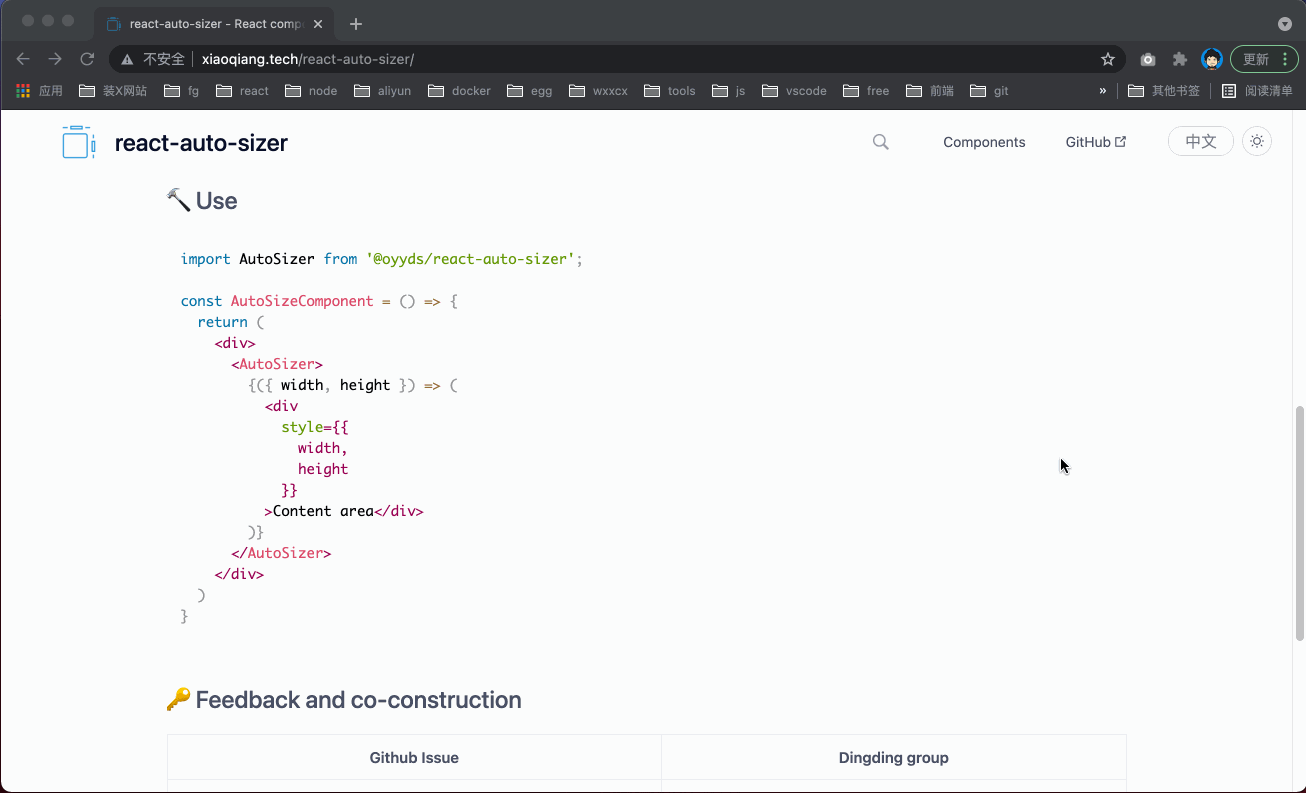 react-auto-sizer - React comp
不安全 xiaoqiang.tech/react-auto-sizer/ 更新
应用 装X网站 fg react node aliyun docker egg wxxcx tools js vscode free 前端 git » 其他书签 阅读清单
react-auto-sizer Components GitHub 中文
🔨 Use
import AutoSizer from '@oyyds/react-auto-sizer';
const AutoSizeComponent = () => {
return (
<div>
<AutoSizer>
{({ width, height }) => (
<div
style={{
width,
height
}}
>Content area</div>
)}
</AutoSizer>
</div>
)
}
🔑 Feedback and co-construction
Github Issue Dingding group